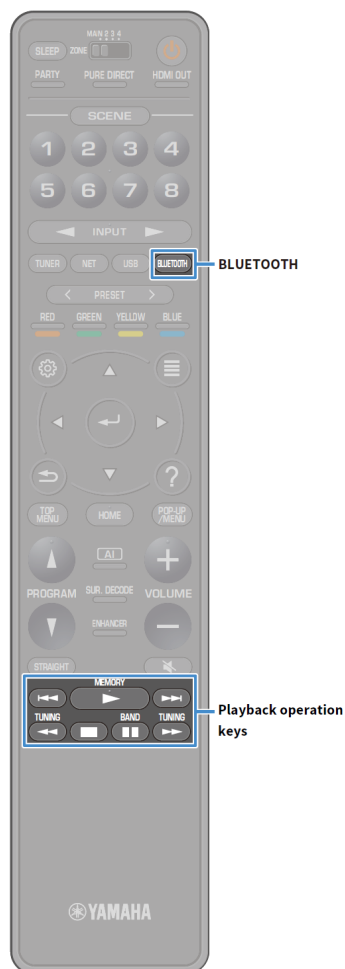 MAIN 2 3 4
SLEEP ZONE
PARTY PURE DIRECT HDMI OUT
SCENE
1 2 3 4
5 6 7 8
INPUT
TUNER NET USB BLUETOOTH
BLUETOOTH
PRESET
RED GREEN YELLOW BLUE
TOP MENU
HOME
POP-UP /MENU
AI
PROGRAM SUR. DECODE VOLUME
ENHANCER
STRAIGHT
MEMORY
TUNING BAND TUNING
Playback operation
keys
YAMAHA